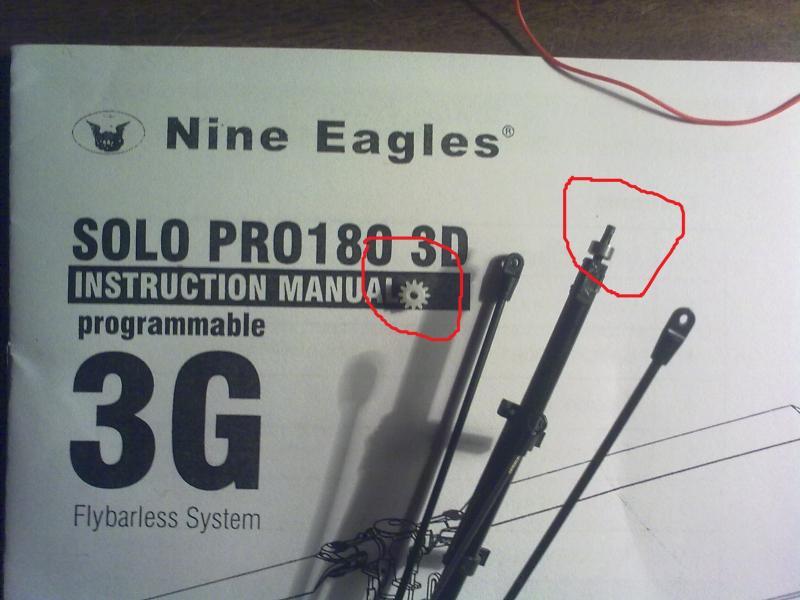 Nine Eagles®
SOLO PRO180 3D
INSTRUCTION MANUAL
programmable
3G
Flybarless System